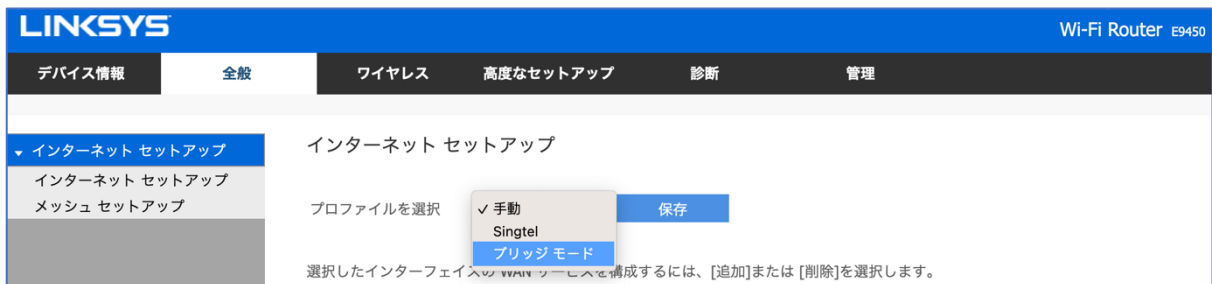 LINKSYS
Wi-Fi Router E9450
デバイス情報 全般 ワイヤレス 高度なセットアップ 診断 管理
インターネット セットアップ
インターネット セットアップ
インターネット セットアップ
メッシュ セットアップ
プロファイルを選択 ✓ 手動 保存
Singtel
ブリッジ モード
選択したインターフェイスの WAN サービスを構成するには、[追加]または [削除]を選択します。